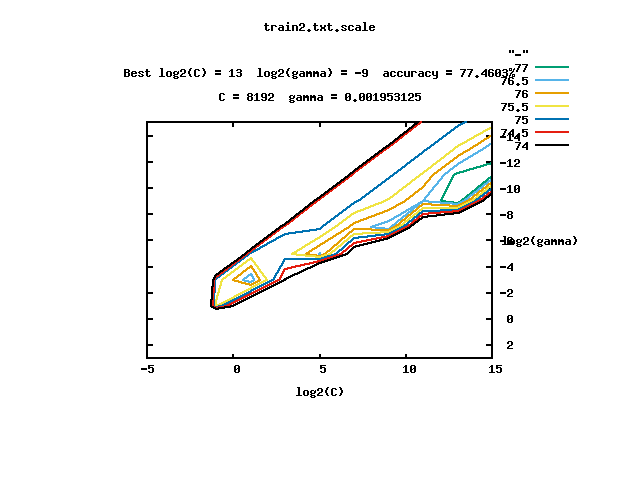 train2.txt.scale
"-"
Best log2(C) = 13  log2(gamma) = -9  accuracy = 77.4603%
77
76.5
C = 8192  gamma = 0.001953125
76
75.5
75
74.5
74
-14
-12
-10
-8
-6
log2(gamma)
-4
-2
0
2
-5 0 5 10 15
log2(C)